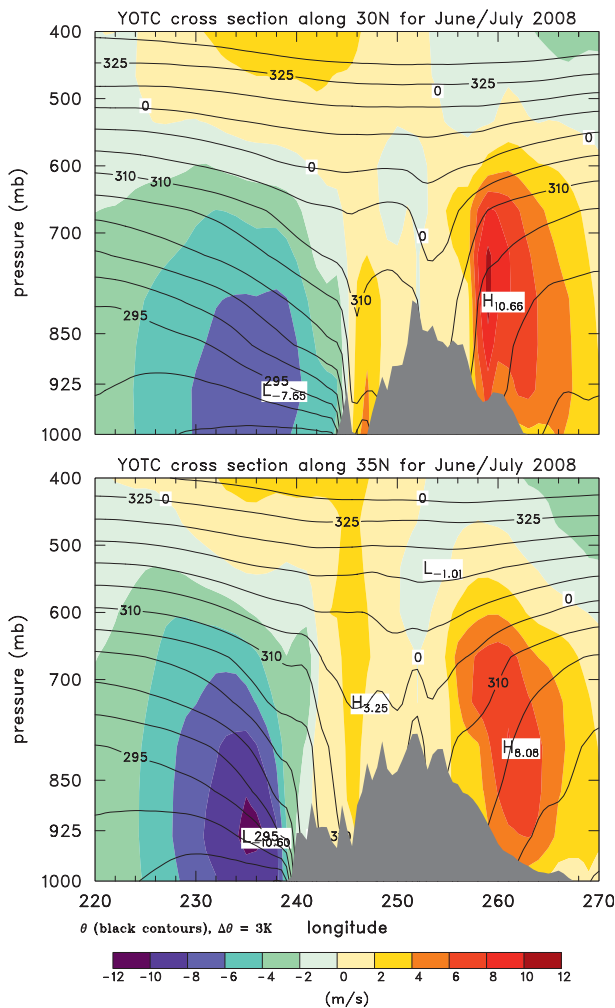 YOTC cross section along 30N for June/July 2008
400
500
600
700
850
925
1000
pressure (mb)
325
325
0
0
0
0
0
310
310
310
310
295
295
L-7.65
H10.66
YOTC cross section along 35N for June/July 2008
400
500
600
700
850
925
1000
pressure (mb)
325
0
0
325
L-1.01
0
0
310
310
310
H3.25
H8.08
295
L-10.60
295
310
220 230 240 250 260 270
θ (black contours), Δθ = 3K
longitude
-12 -10 -8 -6 -4 -2 0 2 4 6 8 10 12
(m/s)